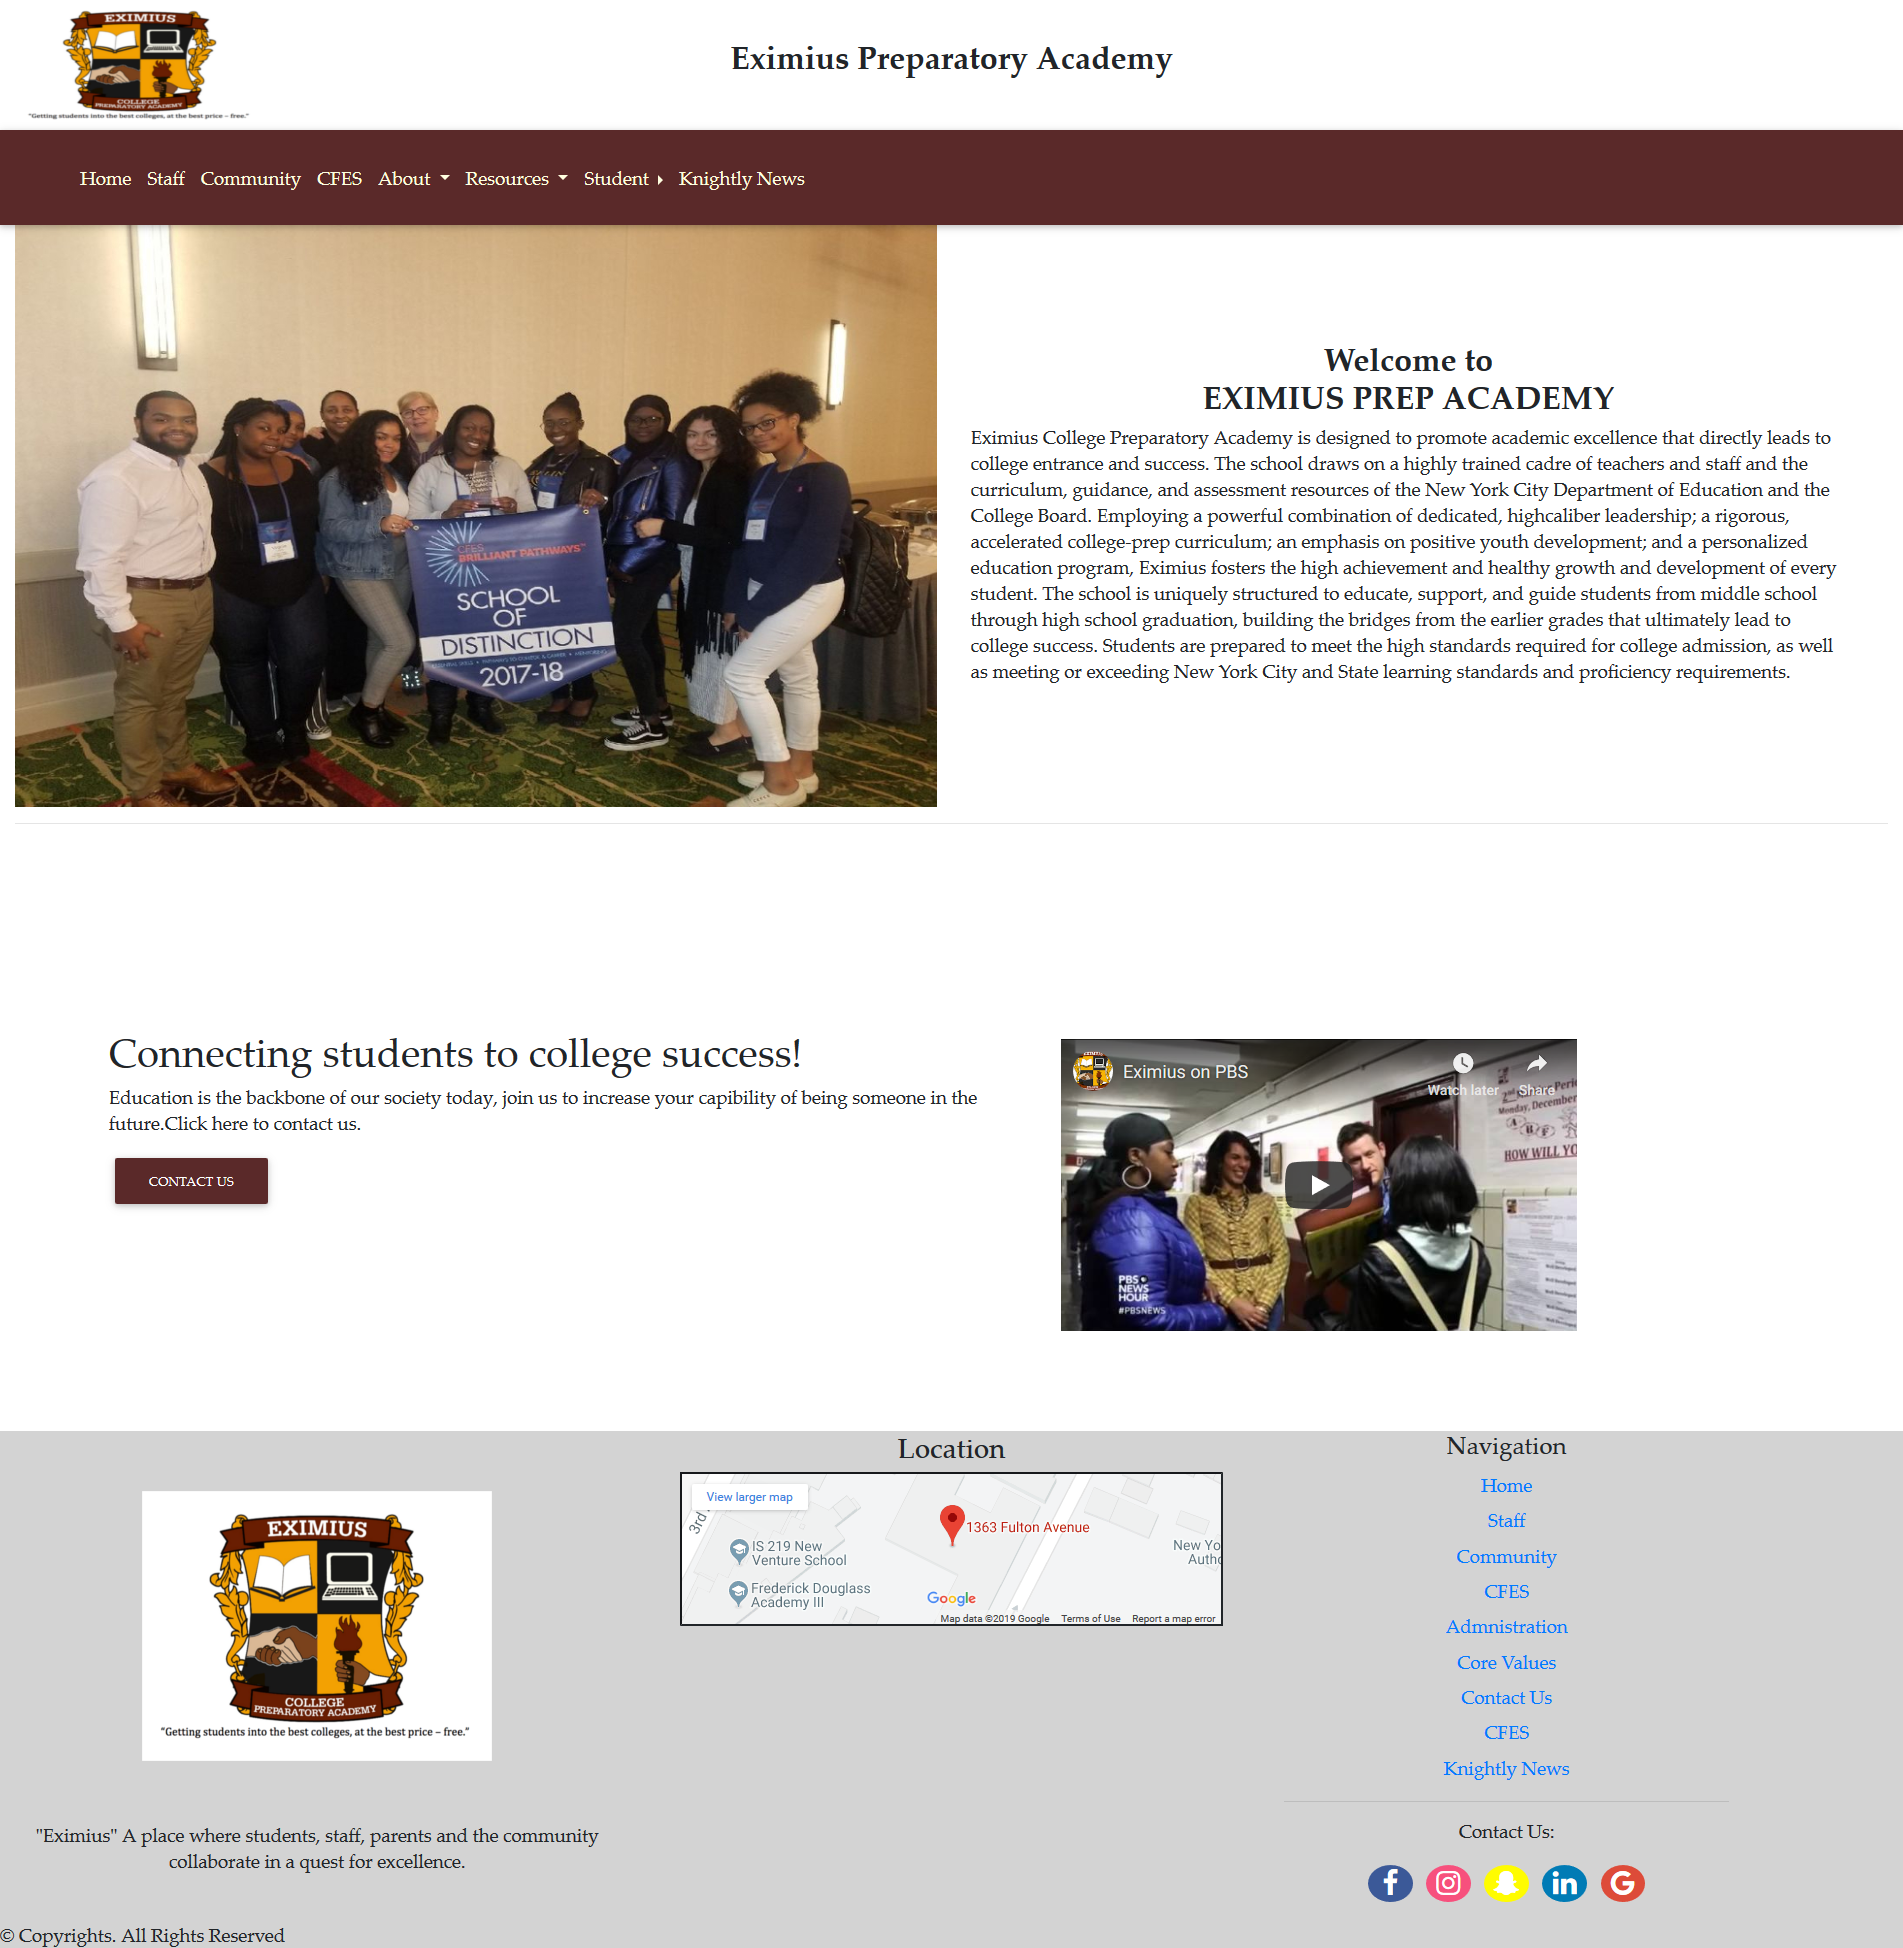 EXIMIUS
COLLEGE
PREPARATORY ACADEMY
"Getting students into the best colleges, at the best price – free."
Eximius Preparatory Academy
Home Staff Community CFES About Resources Student Knightly News
CFES
BRILLIANT PATHWAYS™
SCHOOL
OF
DISTINCTION
2017-18
Welcome to
EXIMIUS PREP ACADEMY
Eximius College Preparatory Academy is designed to promote academic excellence that directly leads to
college entrance and success. The school draws on a highly trained cadre of teachers and staff and the
curriculum, guidance, and assessment resources of the New York City Department of Education and the
College Board. Employing a powerful combination of dedicated, highcaliber leadership; a rigorous,
accelerated college-prep curriculum; an emphasis on positive youth development; and a personalized
education program, Eximius fosters the high achievement and healthy growth and development of every
student. The school is uniquely structured to educate, support, and guide students from middle school
through high school graduation, building the bridges from the earlier grades that ultimately lead to
college success. Students are prepared to meet the high standards required for college admission, as well
as meeting or exceeding New York City and State learning standards and proficiency requirements.
Connecting students to college success!
Education is the backbone of our society today, join us to increase your capibility of being someone in the
future.Click here to contact us.
CONTACT US
Eximius on PBS
Watch later Share
2nd
Monday, December
A B F
HOW WILL YO
PBS
NEWS
HOUR
#PBSNEWS
EXIMIUS
COLLEGE
PREPARATORY ACADEMY
"Getting students into the best colleges, at the best price – free."
"Eximius" A place where students, staff, parents and the community
collaborate in a quest for excellence.
Location
View larger map
3rd
1363 Fulton Avenue
IS 219 New
Venture School
New Yo
Autho
Frederick Douglass
Academy III
Google
Map data ©2019 Google Terms of Use Report a map error
Navigation
Home
Staff
Community
CFES
Admnistration
Core Values
Contact Us
CFES
Knightly News
Contact Us:
© Copyrights. All Rights Reserved